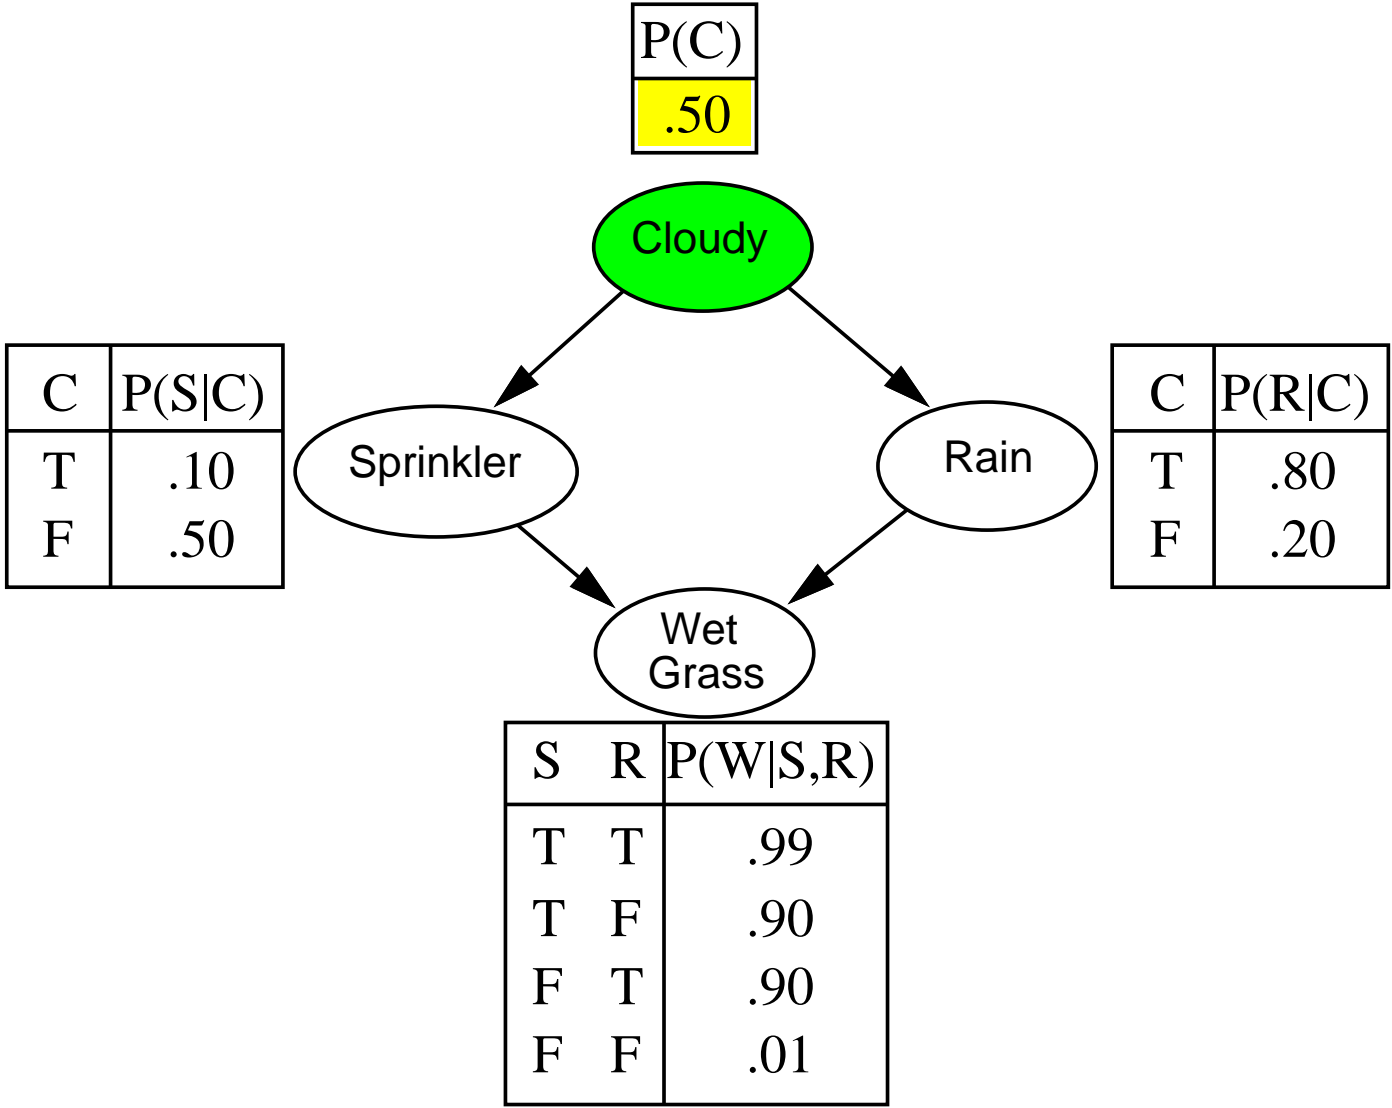 P(C)
.50
Cloudy
C P(S|C)
T .10
F .50
Sprinkler
Rain
C P(R|C)
T .80
F .20
Wet
Grass
S R P(W|S,R)
T T .99
T F .90
F T .90
F F .01